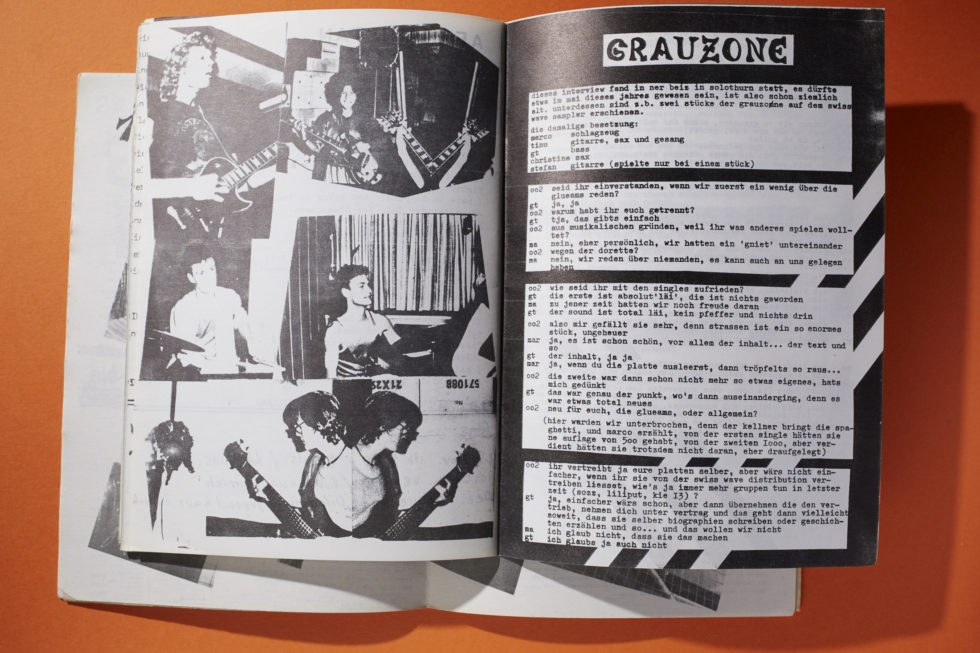 21X29
5708B
GRAUZONE
dieses interview fand in ner beiz in solothurn statt, es dürfte
etwa im mai dieses jahres gewesen sein, ist also schon ziemlich
alt. unterdessen sind z.b. zwei stücke der grauzone auf dem swiss
wave sampler erschienen.
die damalige besetzung:
marco schlagzeug
tinu gitarre, sax und gesang
gt bass
christine sax
stefan gitarre (spielte nur bei einem stück)
oo2 seid ihr einverstanden, wenn wir zuerst ein wenig über die
glueams reden?
gt ja, ja
oo2 warum habt ihr euch getrennt?
gt tja, das gibts einfach
oo2 aus musikalischen gründen, weil ihr was anderes spielen woll-
tet?
ma nein, eher persönlich, wir hatten ein 'gniet' untereinander
oo2 wegen der dorette?
ma nein, wir reden über niemanden, es kann auch an uns gelegen
haben
oo2 wie seid ihr mit den singles zufrieden?
gt die erste ist absolut'läi', die ist nichts geworden
ma zu jener zeit hatten wir noch freude daran
gt der sound ist total läi, kein pfeffer und nichts drin
oo2 also mir gefällt sie sehr, denn strassen ist ein so enormes
stück, ungeheuer
mar ja, es ist schon schön, vor allem der inhalt... der text und
so
gt der inhalt, ja ja
mar ja, wenn du die platte ausleerst, dann tröpfelts so raus...
oo2 die zweite war dann schon nicht mehr so etwas eigenes, hats
mich gedünkt
gt das war genau der punkt, wo's dann auseinanderging, denn es
war etwas total neues
oo2 neu für euch, die glueams, oder allgemein?
(hier warden wir unterbrochen, denn der kellner bringt die spa-
ghetti, und marco erzählt, von der ersten single hätten sie
ne auflage von 5oo gehabt, von der zweiten Iooo, aber ver-
dient hätten sie trotzdem nicht daran, eher draufgelegt)
oo2 ihr vertreibt ja eure platten selber, aber wärs nicht ein-
facher, wenn ihr sie von der swiss wave distribution ver-
treiben liesset, wie's ja immer mehr gruppen tun in letzter
zeit (sozz, liliput, kie I3) ?
gt ja, einfacher wärs schon, aber dann übernehmen die den ver-
trieb, nehmen dich unter vertrag und das geht dann vielleicht
soweit, dass sie selber biographien schreiben oder geschich-
ten erzählen und so... und das wollen wir nicht
ma ich glaub nicht, dass sie das machen
gt ich glaubs ja auch nicht